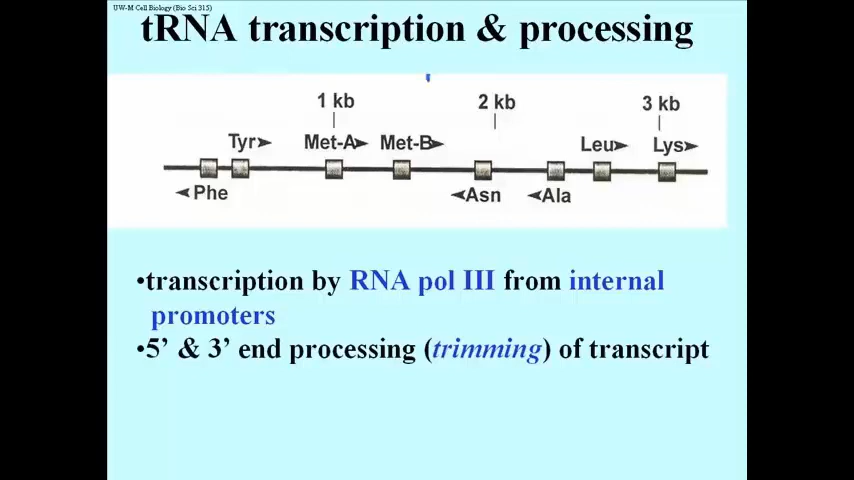 UW-M Cell Biology (Bio Sci 315)
tRNA transcription & processing
1 kb 2 kb 3 kb
Tyr Met-A Met-B Leu Lys
Phe Asn Ala
•transcription by RNA pol III from internal
promoters
•5’ & 3’ end processing (trimming) of transcript